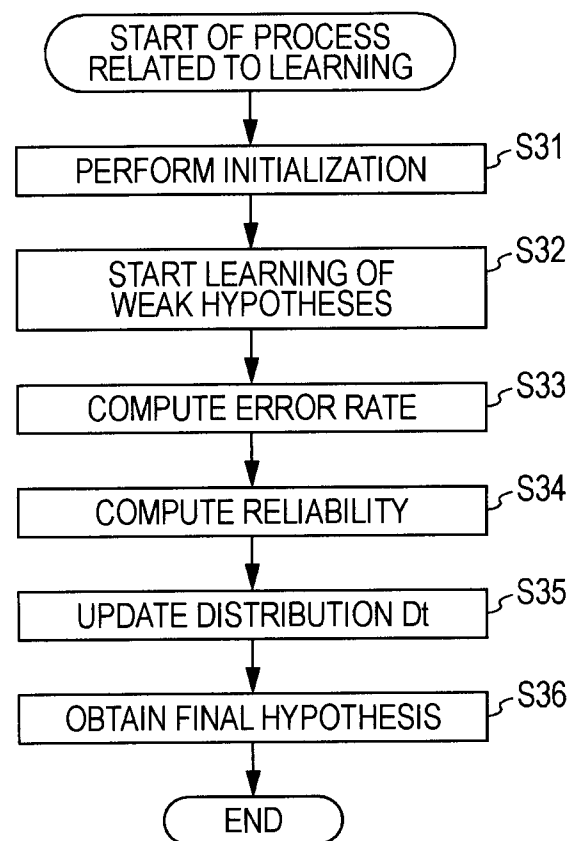 START OF PROCESS
RELATED TO LEARNING
S31
PERFORM INITIALIZATION
S32
START LEARNING OF
WEAK HYPOTHESES
S33
COMPUTE ERROR RATE
S34
COMPUTE RELIABILITY
S35
UPDATE DISTRIBUTION Dt
S36
OBTAIN FINAL HYPOTHESIS
END